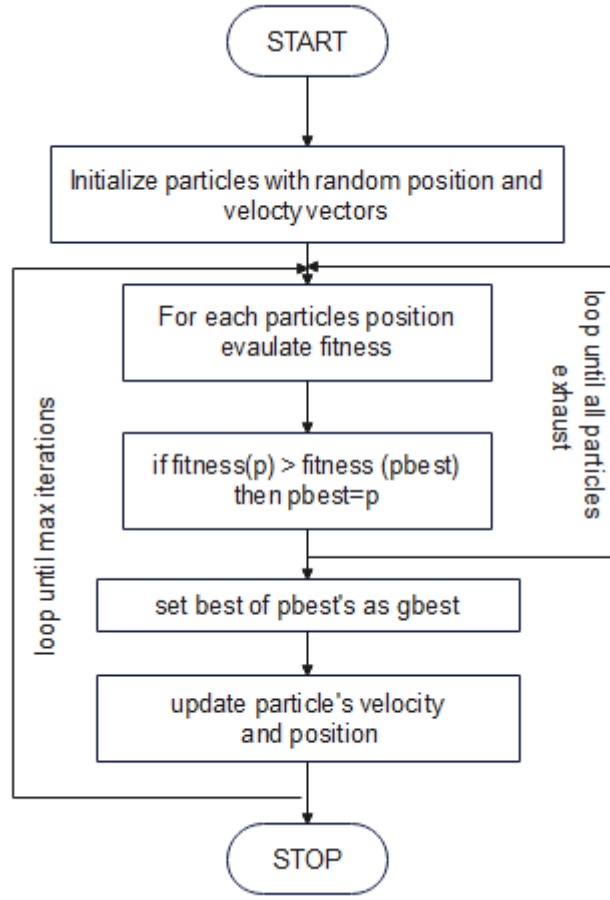 START
Initialize particles with random position and
velocty vectors
For each particles position
evaulate fitness
loop until all particles
exhaust
if fitness(p) > fitness (pbest)
then pbest=p
loop until max iterations
set best of pbest's as gbest
update particle's velocity
and position
STOP